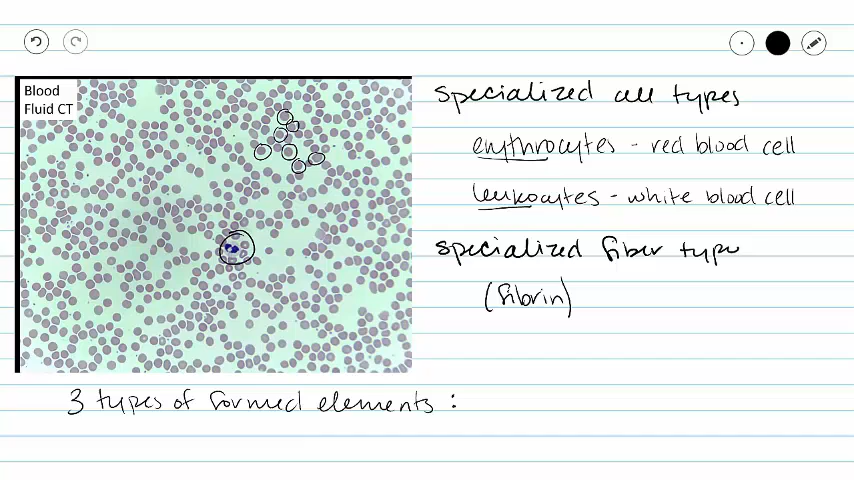 Blood
Fluid CT
specialized cell types
erythrocytes - red blood cell
leukocytes - white blood cell
specialized fiber type
(fibrin)
3 types of formed elements :